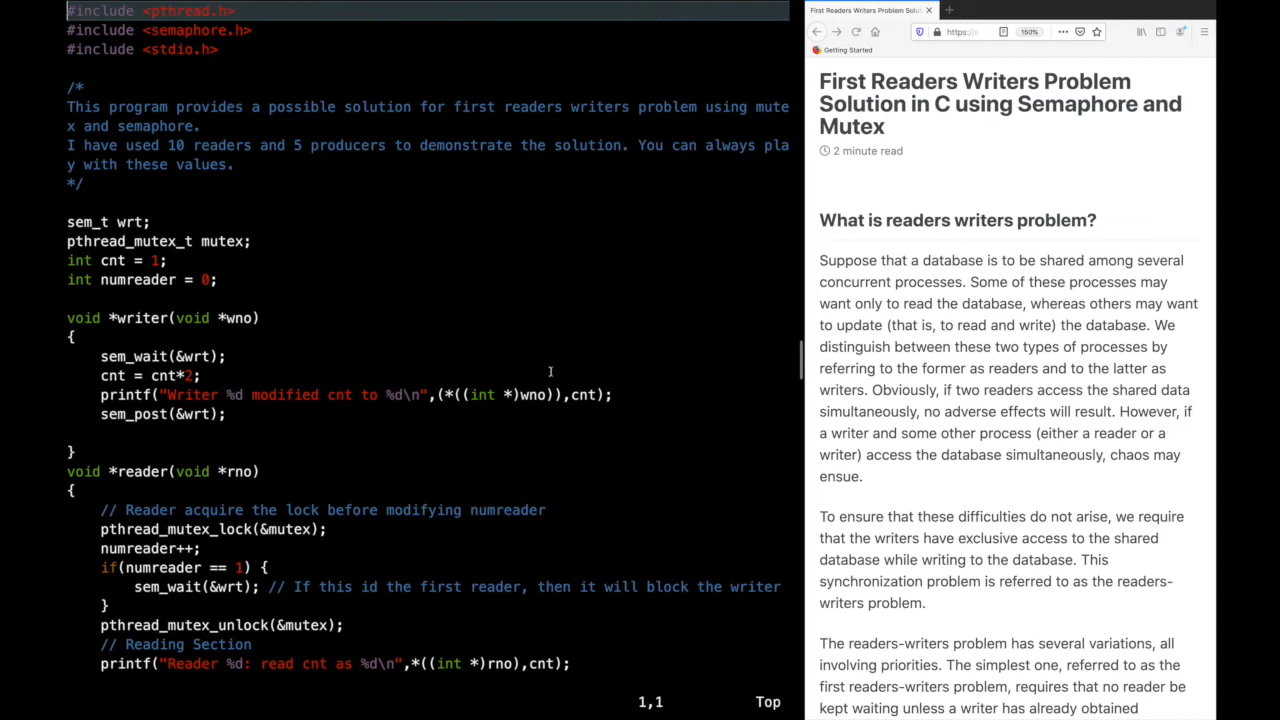 #include <pthread.h>
#include <semaphore.h>
#include <stdio.h>
/*
This program provides a possible solution for first readers writers problem using mute
x and semaphore.
I have used 10 readers and 5 producers to demonstrate the solution. You can always pla
y with these values.
*/
sem_t wrt;
pthread_mutex_t mutex;
int cnt = 1;
int numreader = 0;
void *writer(void *wno)
{
sem_wait(&wrt);
cnt = cnt*2;
printf("Writer %d modified cnt to %d\n",(*((int *)wno)),cnt);
sem_post(&wrt);
}
void *reader(void *rno)
{
// Reader acquire the lock before modifying numreader
pthread_mutex_lock(&mutex);
numreader++;
if(numreader == 1) {
sem_wait(&wrt); // If this id the first reader, then it will block the writer
}
pthread_mutex_unlock(&mutex);
// Reading Section
printf("Reader %d: read cnt as %d\n",*((int *)rno),cnt);
1,1 Top
First Readers Writers Problem Solut
https://
150%
Getting Started
First Readers Writers Problem
Solution in C using Semaphore and
Mutex
2 minute read
What is readers writers problem?
Suppose that a database is to be shared among several
concurrent processes. Some of these processes may
want only to read the database, whereas others may want
to update (that is, to read and write) the database. We
distinguish between these two types of processes by
referring to the former as readers and to the latter as
writers. Obviously, if two readers access the shared data
simultaneously, no adverse effects will result. However, if
a writer and some other process (either a reader or a
writer) access the database simultaneously, chaos may
ensue.
To ensure that these difficulties do not arise, we require
that the writers have exclusive access to the shared
database while writing to the database. This
synchronization problem is referred to as the readers-
writers problem.
The readers-writers problem has several variations, all
involving priorities. The simplest one, referred to as the
first readers-writers problem, requires that no reader be
kept waiting unless a writer has already obtained